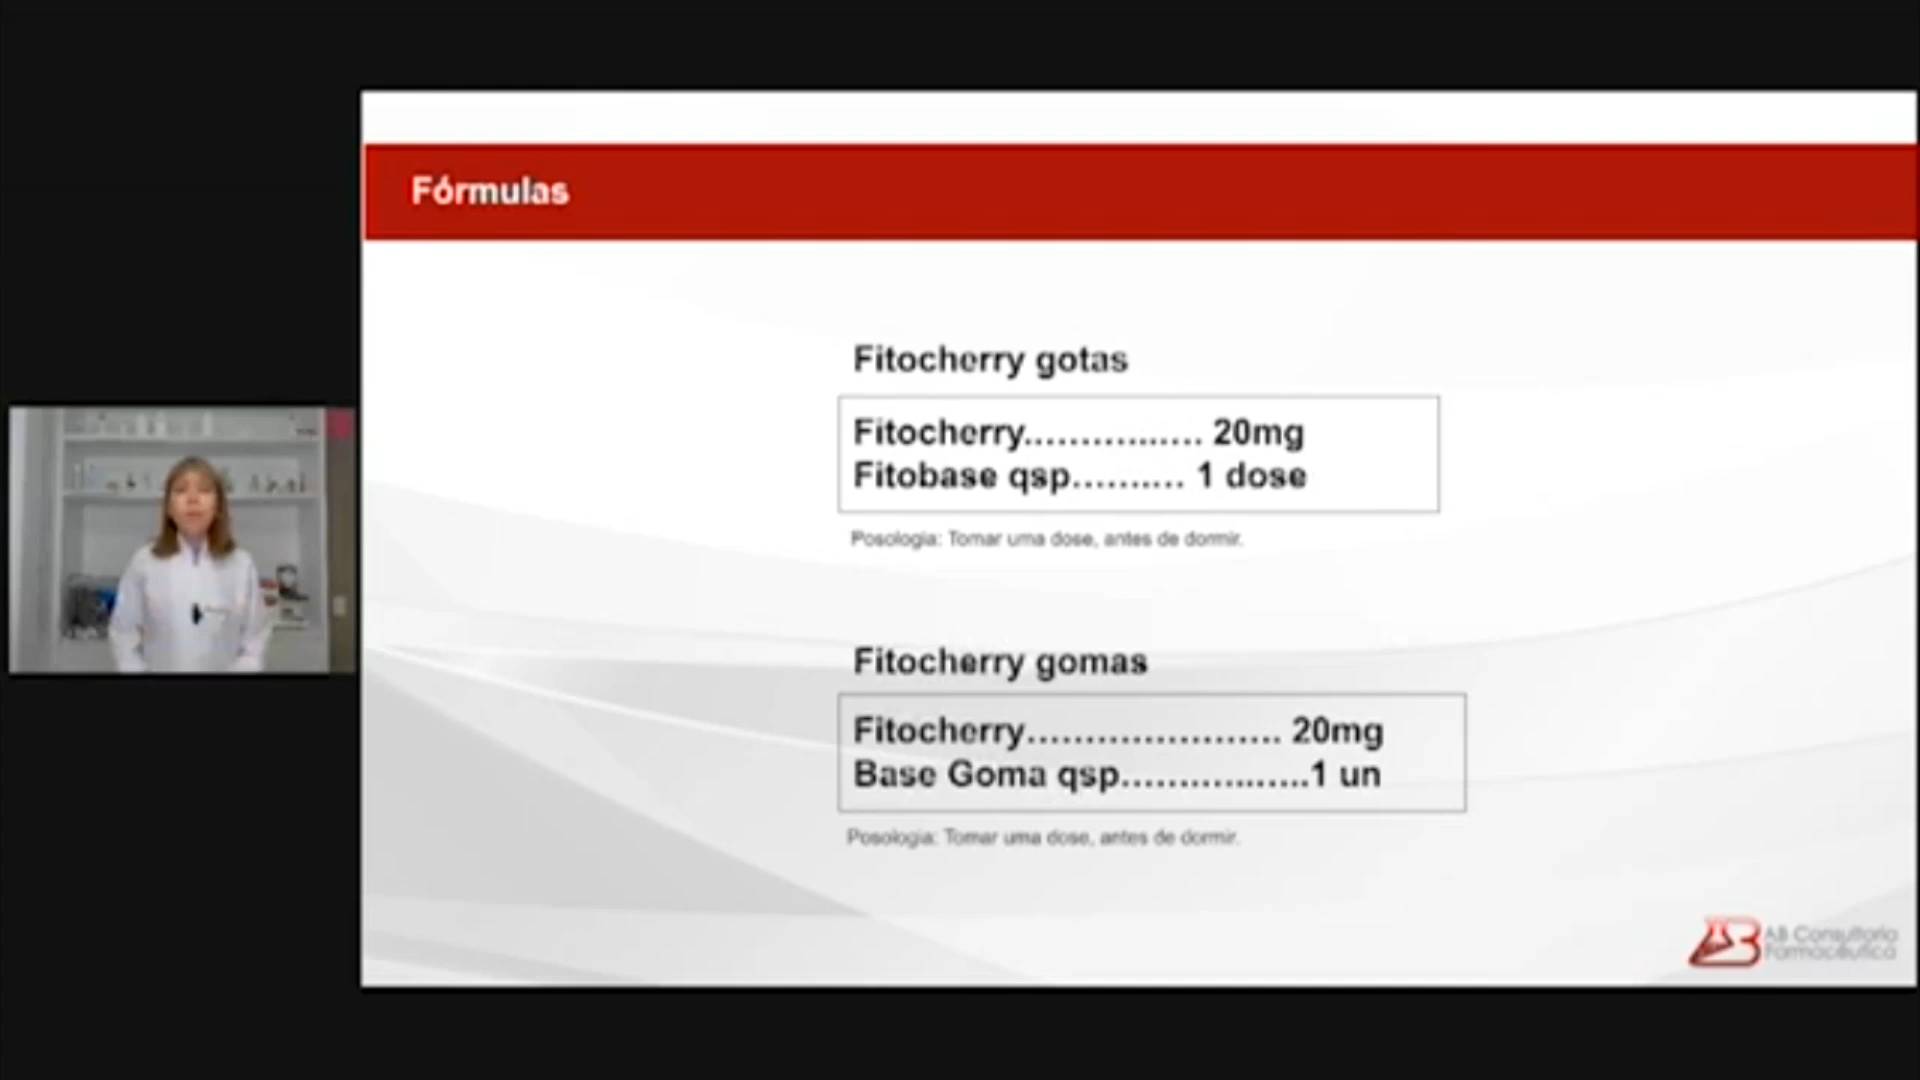 Fórmulas
Fitocherry gotas
Fitocherry.................. 20mg
Fitobase qsp............ 1 dose
Posologia: Tomar uma dose, antes de dormir.
Fitocherry gomas
Fitocherry........................ 20mg
Base Goma qsp...................1 un
Posologia: Tomar uma dose, antes de dormir.
AB Consultoria
Farmacêutica